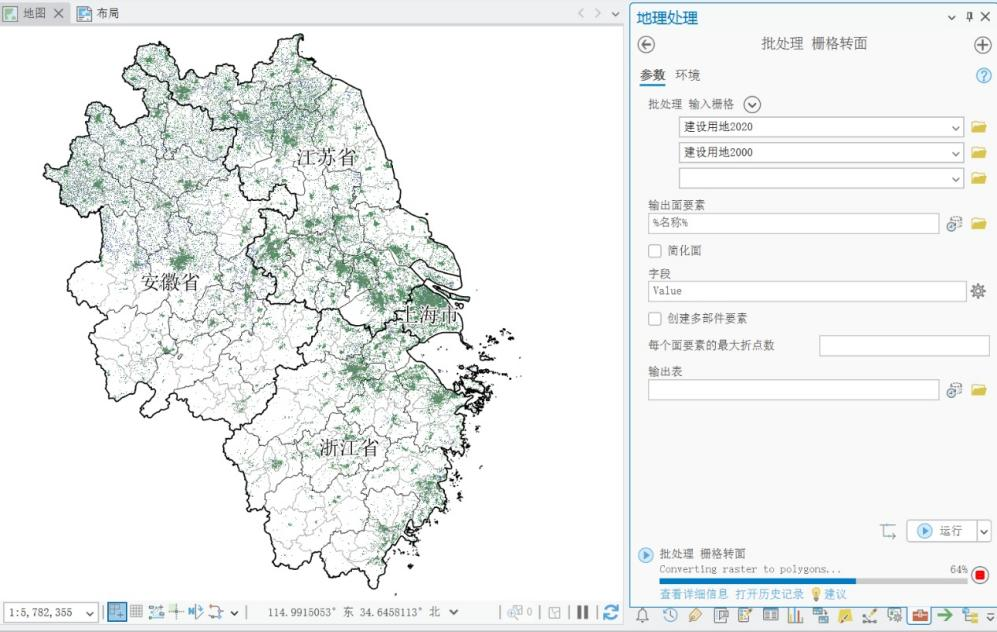 地图
布局
地理处理
批处理 栅格转面
参数 环境
批处理 输入栅格
建设用地2020
建设用地2000
输出面要素
%名称%
简化面
字段
Value
创建多部件要素
每个面要素的最大折点数
输出表
运行
批处理 栅格转面
Converting raster to polygons...
64%
查看详细信息 打开历史记录 建议
江苏省
安徽省
上海市
浙江省
1:5,782,355
114.9915053° 东 34.6458113° 北
0